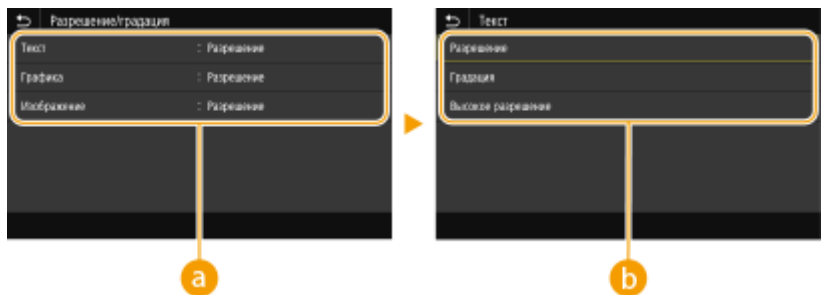 Разрешение/градация
Текст : Разрешение
Графика : Разрешение
Изображение : Разрешение
a
Текст
Разрешение
Градация
Высокое разрешение
b